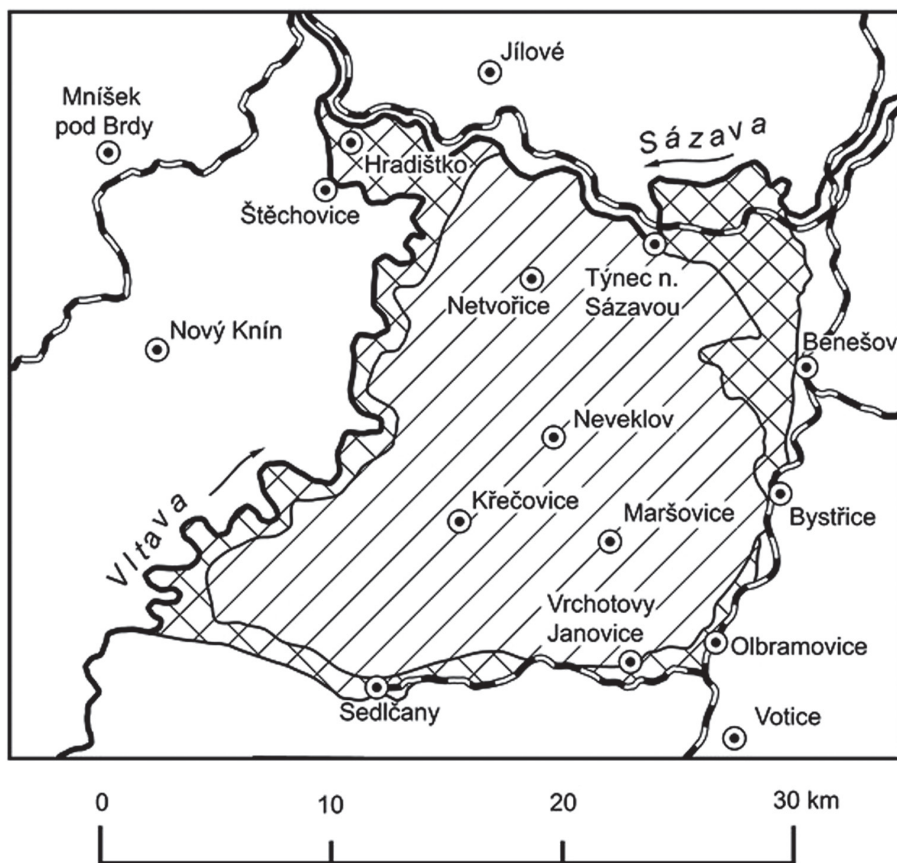 Jílové
Mníšek
pod Brdy
Sázava
Hradištko
Štěchovice
Týnec n.
Sázavou
Netvořice
Nový Knín
Benešov
Neveklov
Vltava
Křečovice
Maršovice
Bystřice
Vrchotovy
Janovice
Olbramovice
Sedlčany
Votice
0 10 20 30 km